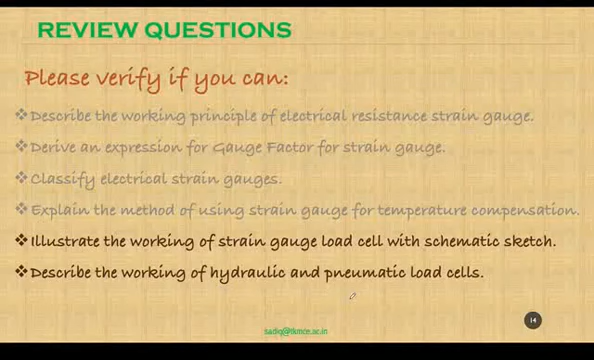 REVIEW QUESTIONS
Please verify if you can:
❖Describe the working principle of electrical resistance strain gauge.
❖Derive an expression for Gauge Factor for strain gauge.
❖Classify electrical strain gauges.
❖Explain the method of using strain gauge for temperature compensation.
❖Illustrate the working of strain gauge load cell with schematic sketch.
❖Describe the working of hydraulic and pneumatic load cells.
14
sadiq@tkmce.ac.in